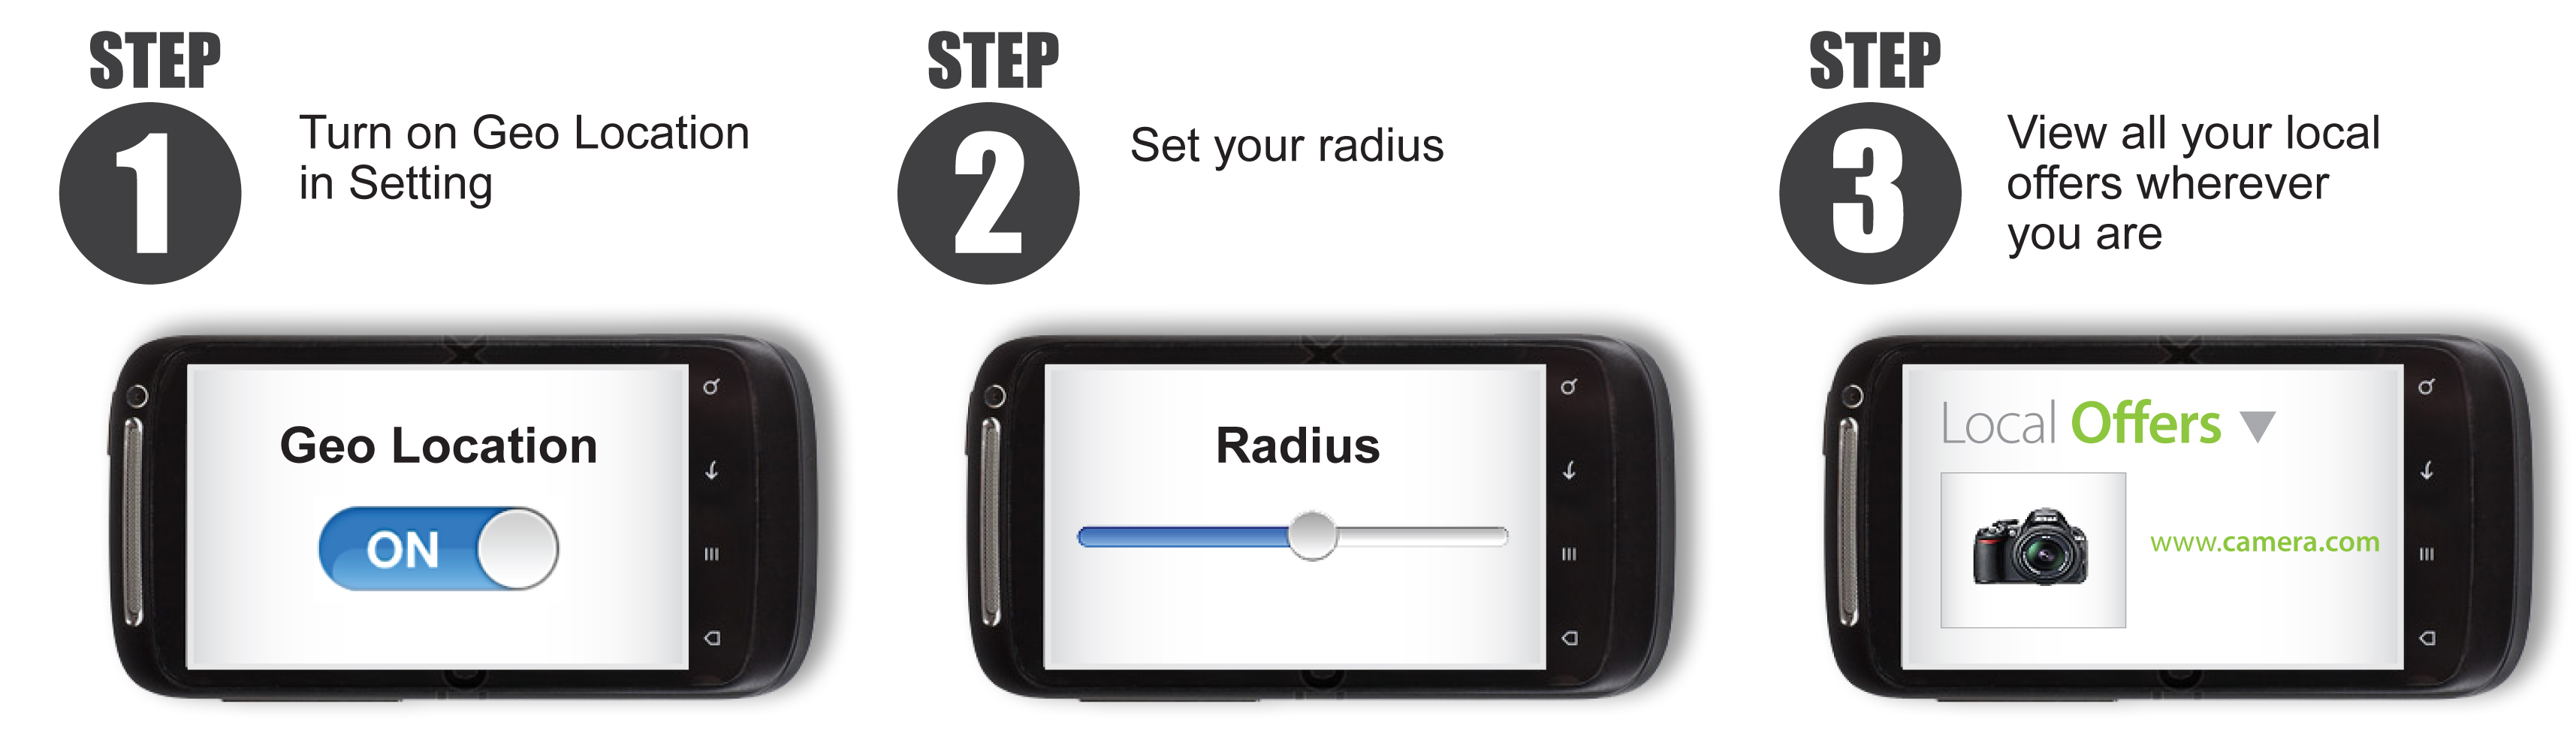 STEP
1
Turn on Geo Location
in Setting
Geo Location
ON
STEP
2
Set your radius
Radius
STEP
3
View all your local
offers wherever
you are
Local Offers
www.camera.com